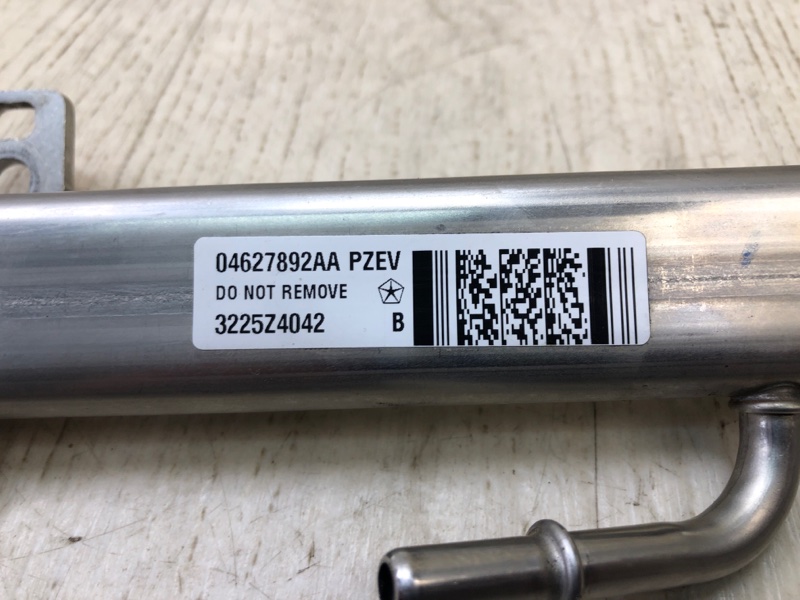 04627892AA PZEV
DO NOT REMOVE
3225Z4042 B